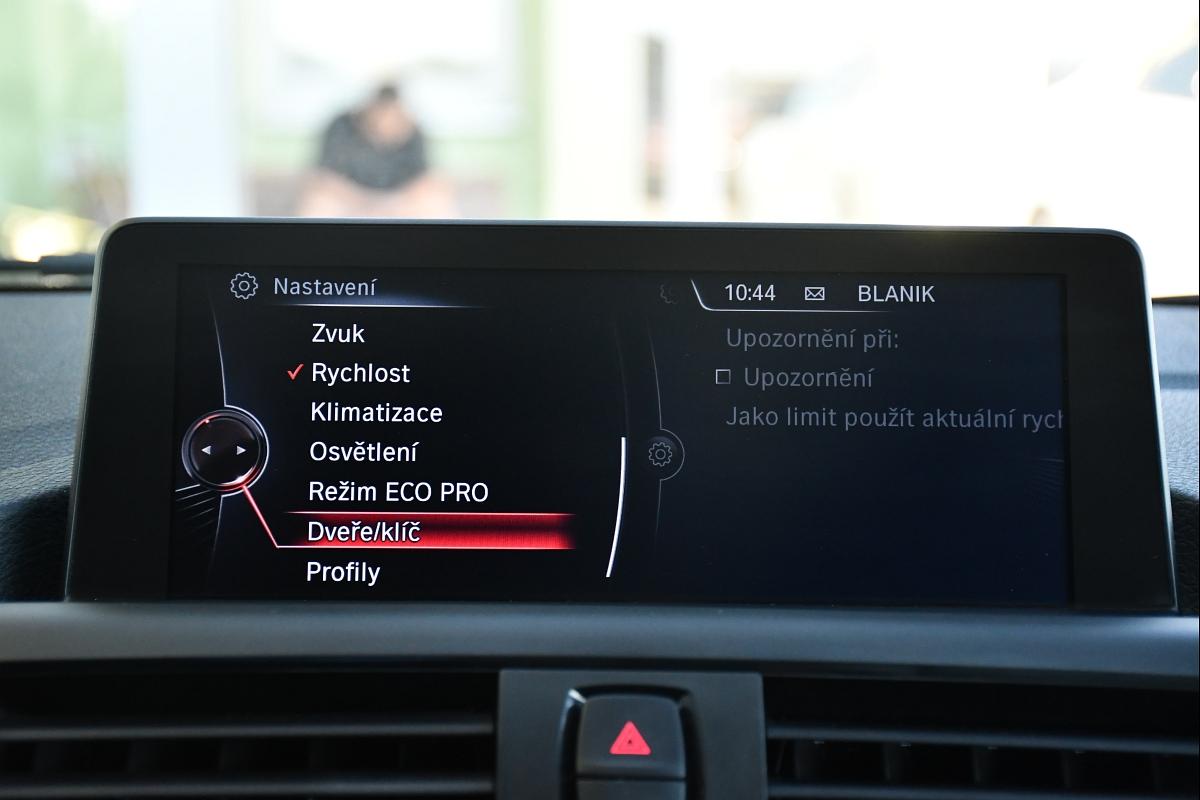 Nastavení
Zvuk
Rychlost
Klimatizace
Osvětlení
Režim ECO PRO
Dveře/klíč
Profily
10:44 BLANIK
Upozornění při:
Upozornění
Jako limit použít aktuální rych